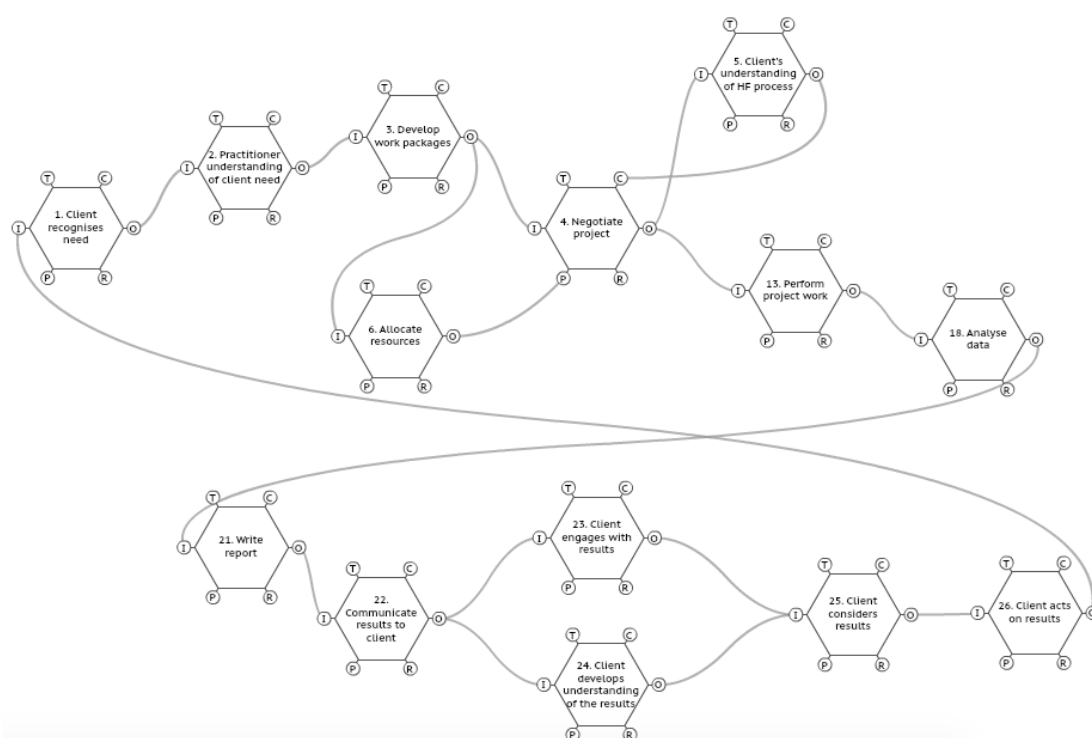 T C
5. Client's
understanding
of HF process
I O
P R
T C
3. Develop
work packages
I O
P R
T C
2. Practitioner
understanding
of client need
I O
P R
T C
1. Client
recognises
need
I O
P R
T C
4. Negotiate
project
I O
P R
T C
6. Allocate
resources
I O
P R
T C
13. Perform
project work
I O
P R
T C
18. Analyse
data
I O
P R
T C
21. Write
report
I O
P R
T C
22.
Communicate
results to
client
I O
P R
T C
23. Client
engages with
results
I O
P R
T C
24. Client
develops
understanding
of the results
I O
P R
T C
25. Client
considers
results
I O
P R
T C
26. Client acts
on results
I
P R